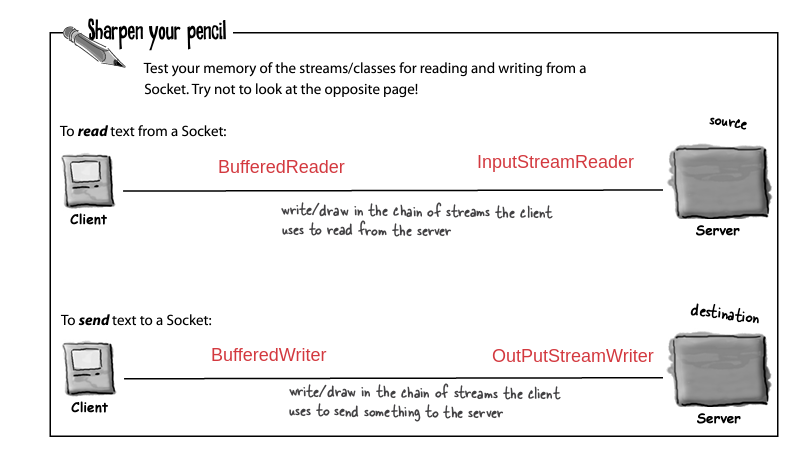 Sharpen your pencil
Test your memory of the streams/classes for reading and writing from a
Socket. Try not to look at the opposite page!
source
To read text from a Socket:
BufferedReader
InputStreamReader
Client
write/draw in the chain of streams the client
uses to read from the server
Server
destination
To send text to a Socket:
BufferedWriter
OutPutStreamWriter
Client
write/draw in the chain of streams the client
uses to send something to the server
Server